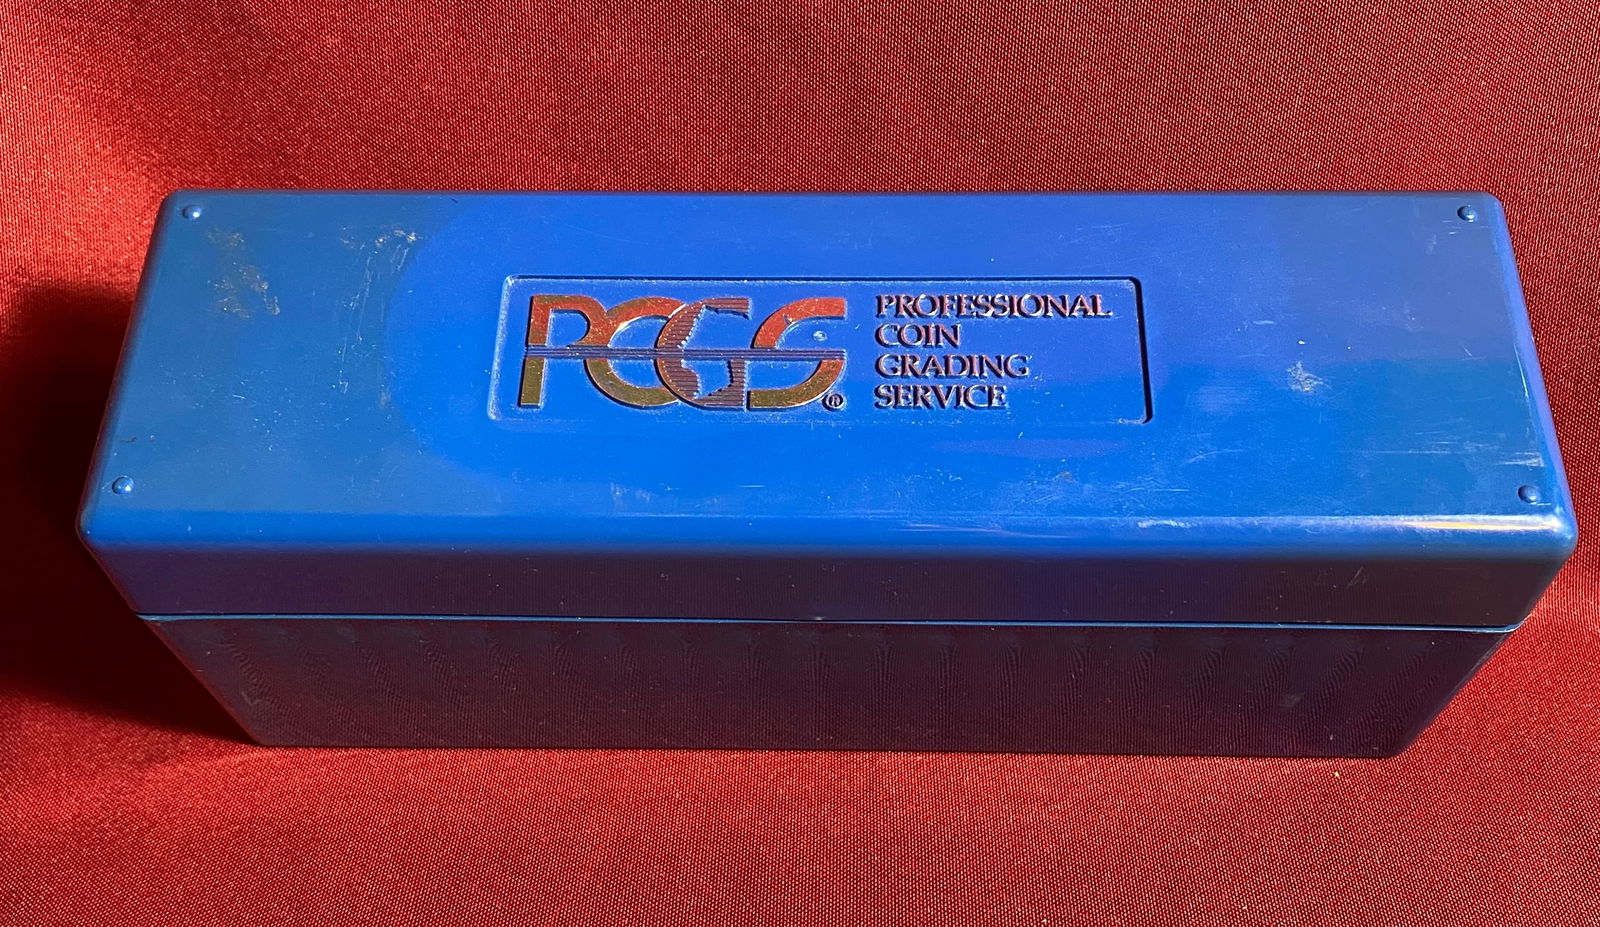 PCGS®
PROFESSIONAL
COIN
GRADING
SERVICE